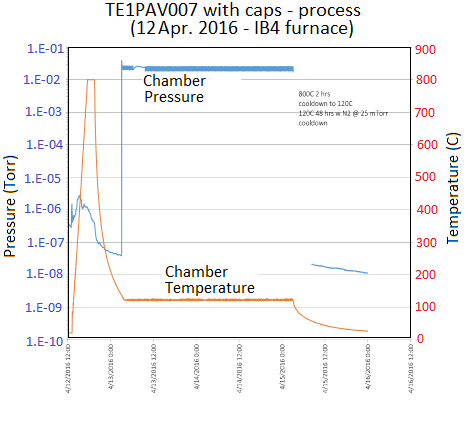 TE1PAV007 with caps - process
(12 Apr. 2016 - IB4 furnace)
1.E-01
1.E-02
1.E-03
1.E-04
1.E-05
1.E-06
1.E-07
1.E-08
1.E-09
1.E-10
Pressure (Torr)
Chamber
Pressure
800C 2 hrs
cooldown to 120C
120C 48 hrs w N2 @ 25 mTorr
cooldown
Chamber
Temperature
900
800
700
600
500
400
300
200
100
0
Temperature (C)
4/12/2016 12:00
4/13/2016 0:00
4/13/2016 12:00
4/14/2016 0:00
4/14/2016 12:00
4/15/2016 0:00
4/15/2016 12:00
4/16/2016 0:00
4/16/2016 12:00